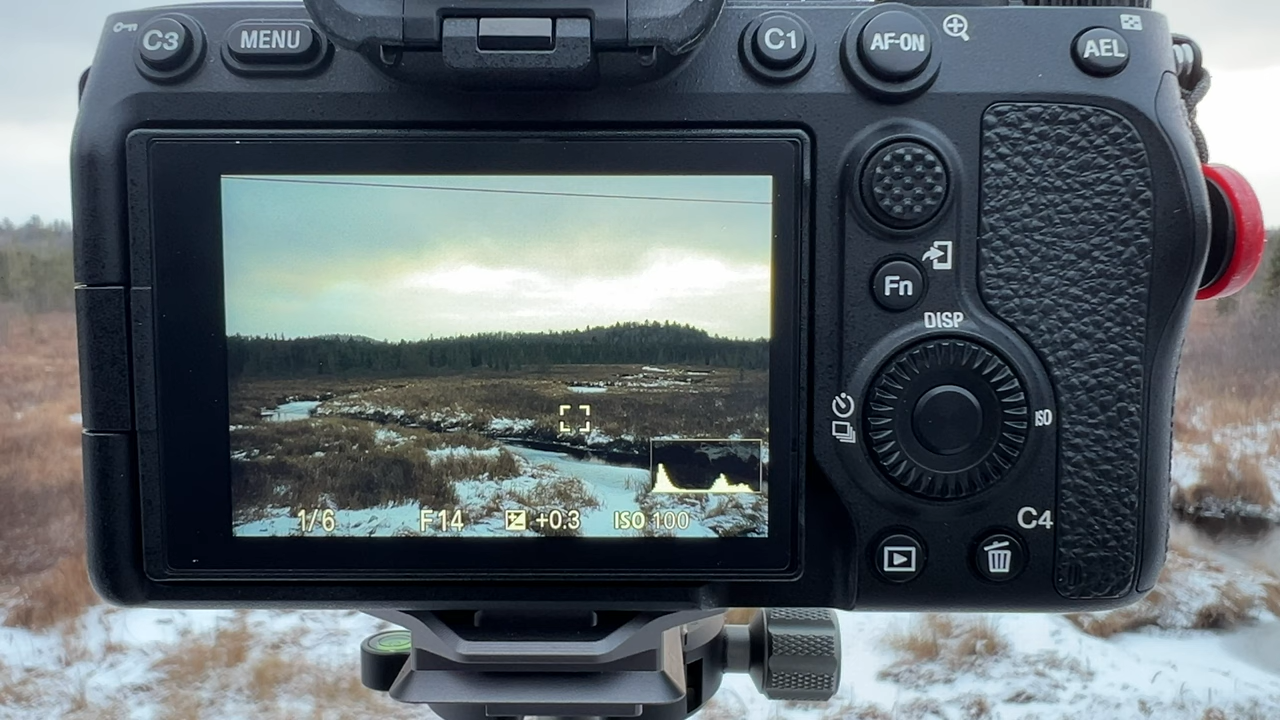 C3 MENU C1 AF-ON AEL
Fn
DISP
ISO
C4
1/6 F14 +0.3 ISO 100